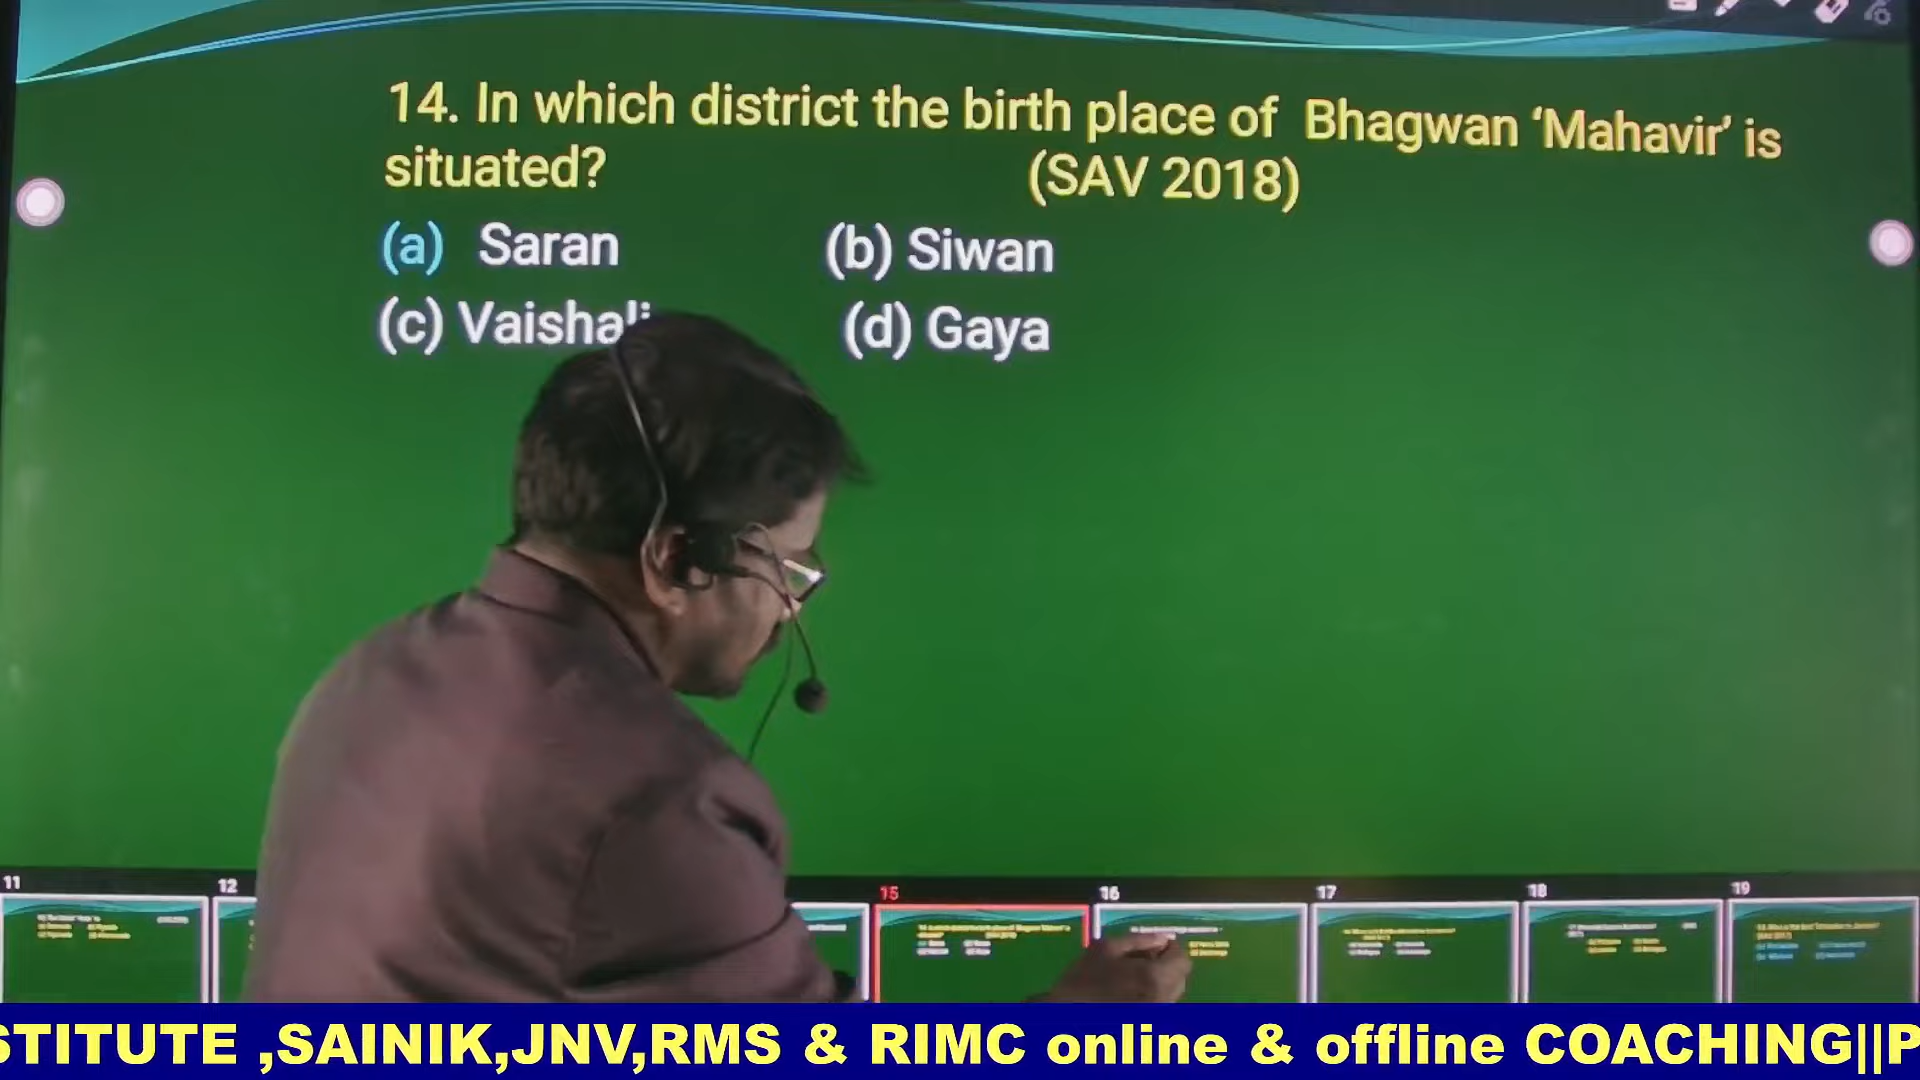 14. In which district the birth place of Bhagwan ‘Mahavir’ is
situated? (SAV 2018)
(a) Saran (b) Siwan
(c) Vaishali (d) Gaya
11 12 15 16 17 18 19
STITUTE ,SAINIK,JNV,RMS & RIMC online & offline COACHING||P